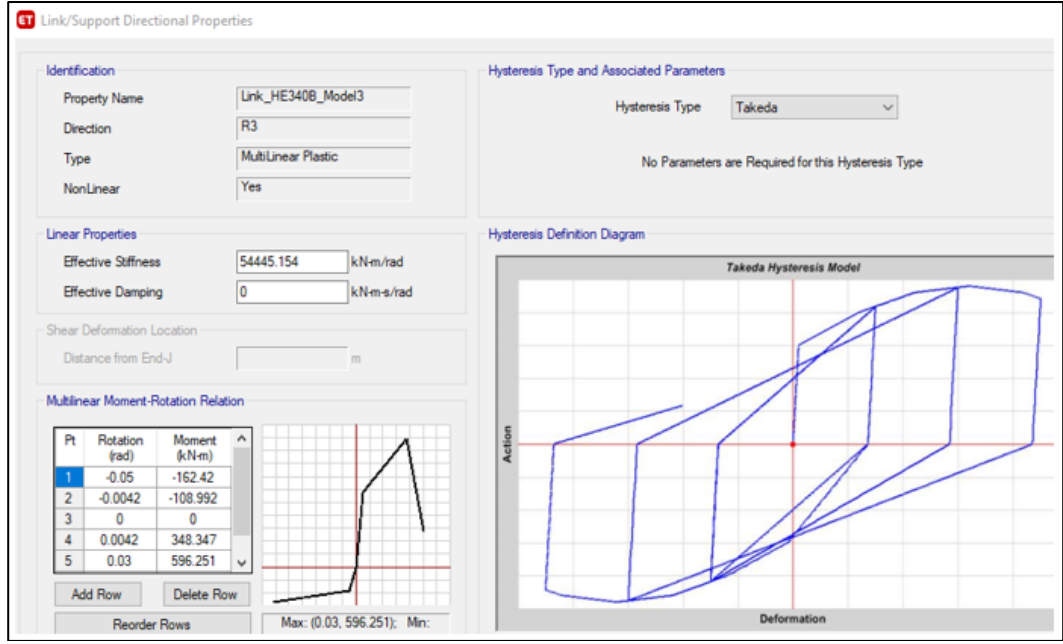 ET Link/Support Directional Properties
Identification
Property Name Link_HE340B_Model3
Direction R3
Type MultiLinear Plastic
NonLinear Yes
Hysteresis Type and Associated Parameters
Hysteresis Type Takeda
No Parameters are Required for this Hysteresis Type
Linear Properties
Effective Stiffness 54445.154 kN-m/rad
Effective Damping 0 kN-m-s/rad
Shear Deformation Location
Distance from End-J m
Hysteresis Definition Diagram
Takeda Hysteresis Model
Action
Deformation
Multilinear Moment-Rotation Relation
Pt Rotation (rad) Moment (kN-m)
1 -0.05 -162.42
2 -0.0042 -108.992
3 0 0
4 0.0042 348.347
5 0.03 596.251
Add Row Delete Row
Reorder Rows
Max: (0.03, 596.251); Min: